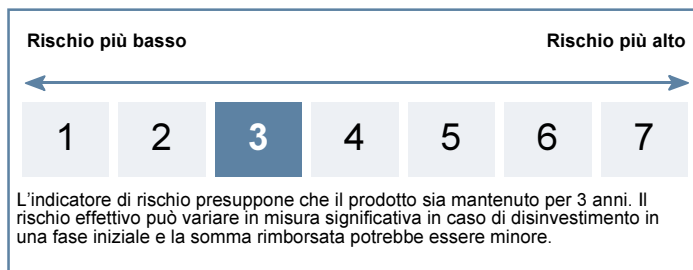 Rischio più basso Rischio più alto
1 2 3 4 5 6 7
L'indicatore di rischio presuppone che il prodotto sia mantenuto per 3 anni. Il
rischio effettivo può variare in misura significativa in caso di disinvestimento in
una fase iniziale e la somma rimborsata potrebbe essere minore.